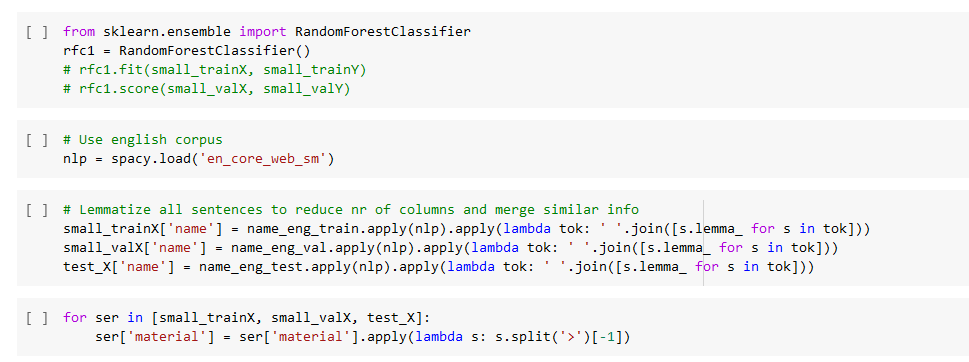 [ ] from sklearn.ensemble import RandomForestClassifier
rfc1 = RandomForestClassifier()
# rfc1.fit(small_trainX, small_trainY)
# rfc1.score(small_valX, small_valY)
[ ] # Use english corpus
nlp = spacy.load('en_core_web_sm')
[ ] # Lemmatize all sentences to reduce nr of columns and merge similar info
small_trainX['name'] = name_eng_train.apply(nlp).apply(lambda tok: ' '.join([s.lemma_ for s in tok]))
small_valX['name'] = name_eng_val.apply(nlp).apply(lambda tok: ' '.join([s.lemma_ for s in tok]))
test_X['name'] = name_eng_test.apply(nlp).apply(lambda tok: ' '.join([s.lemma_ for s in tok]))
[ ] for ser in [small_trainX, small_valX, test_X]:
    ser['material'] = ser['material'].apply(lambda s: s.split('>')[-1])